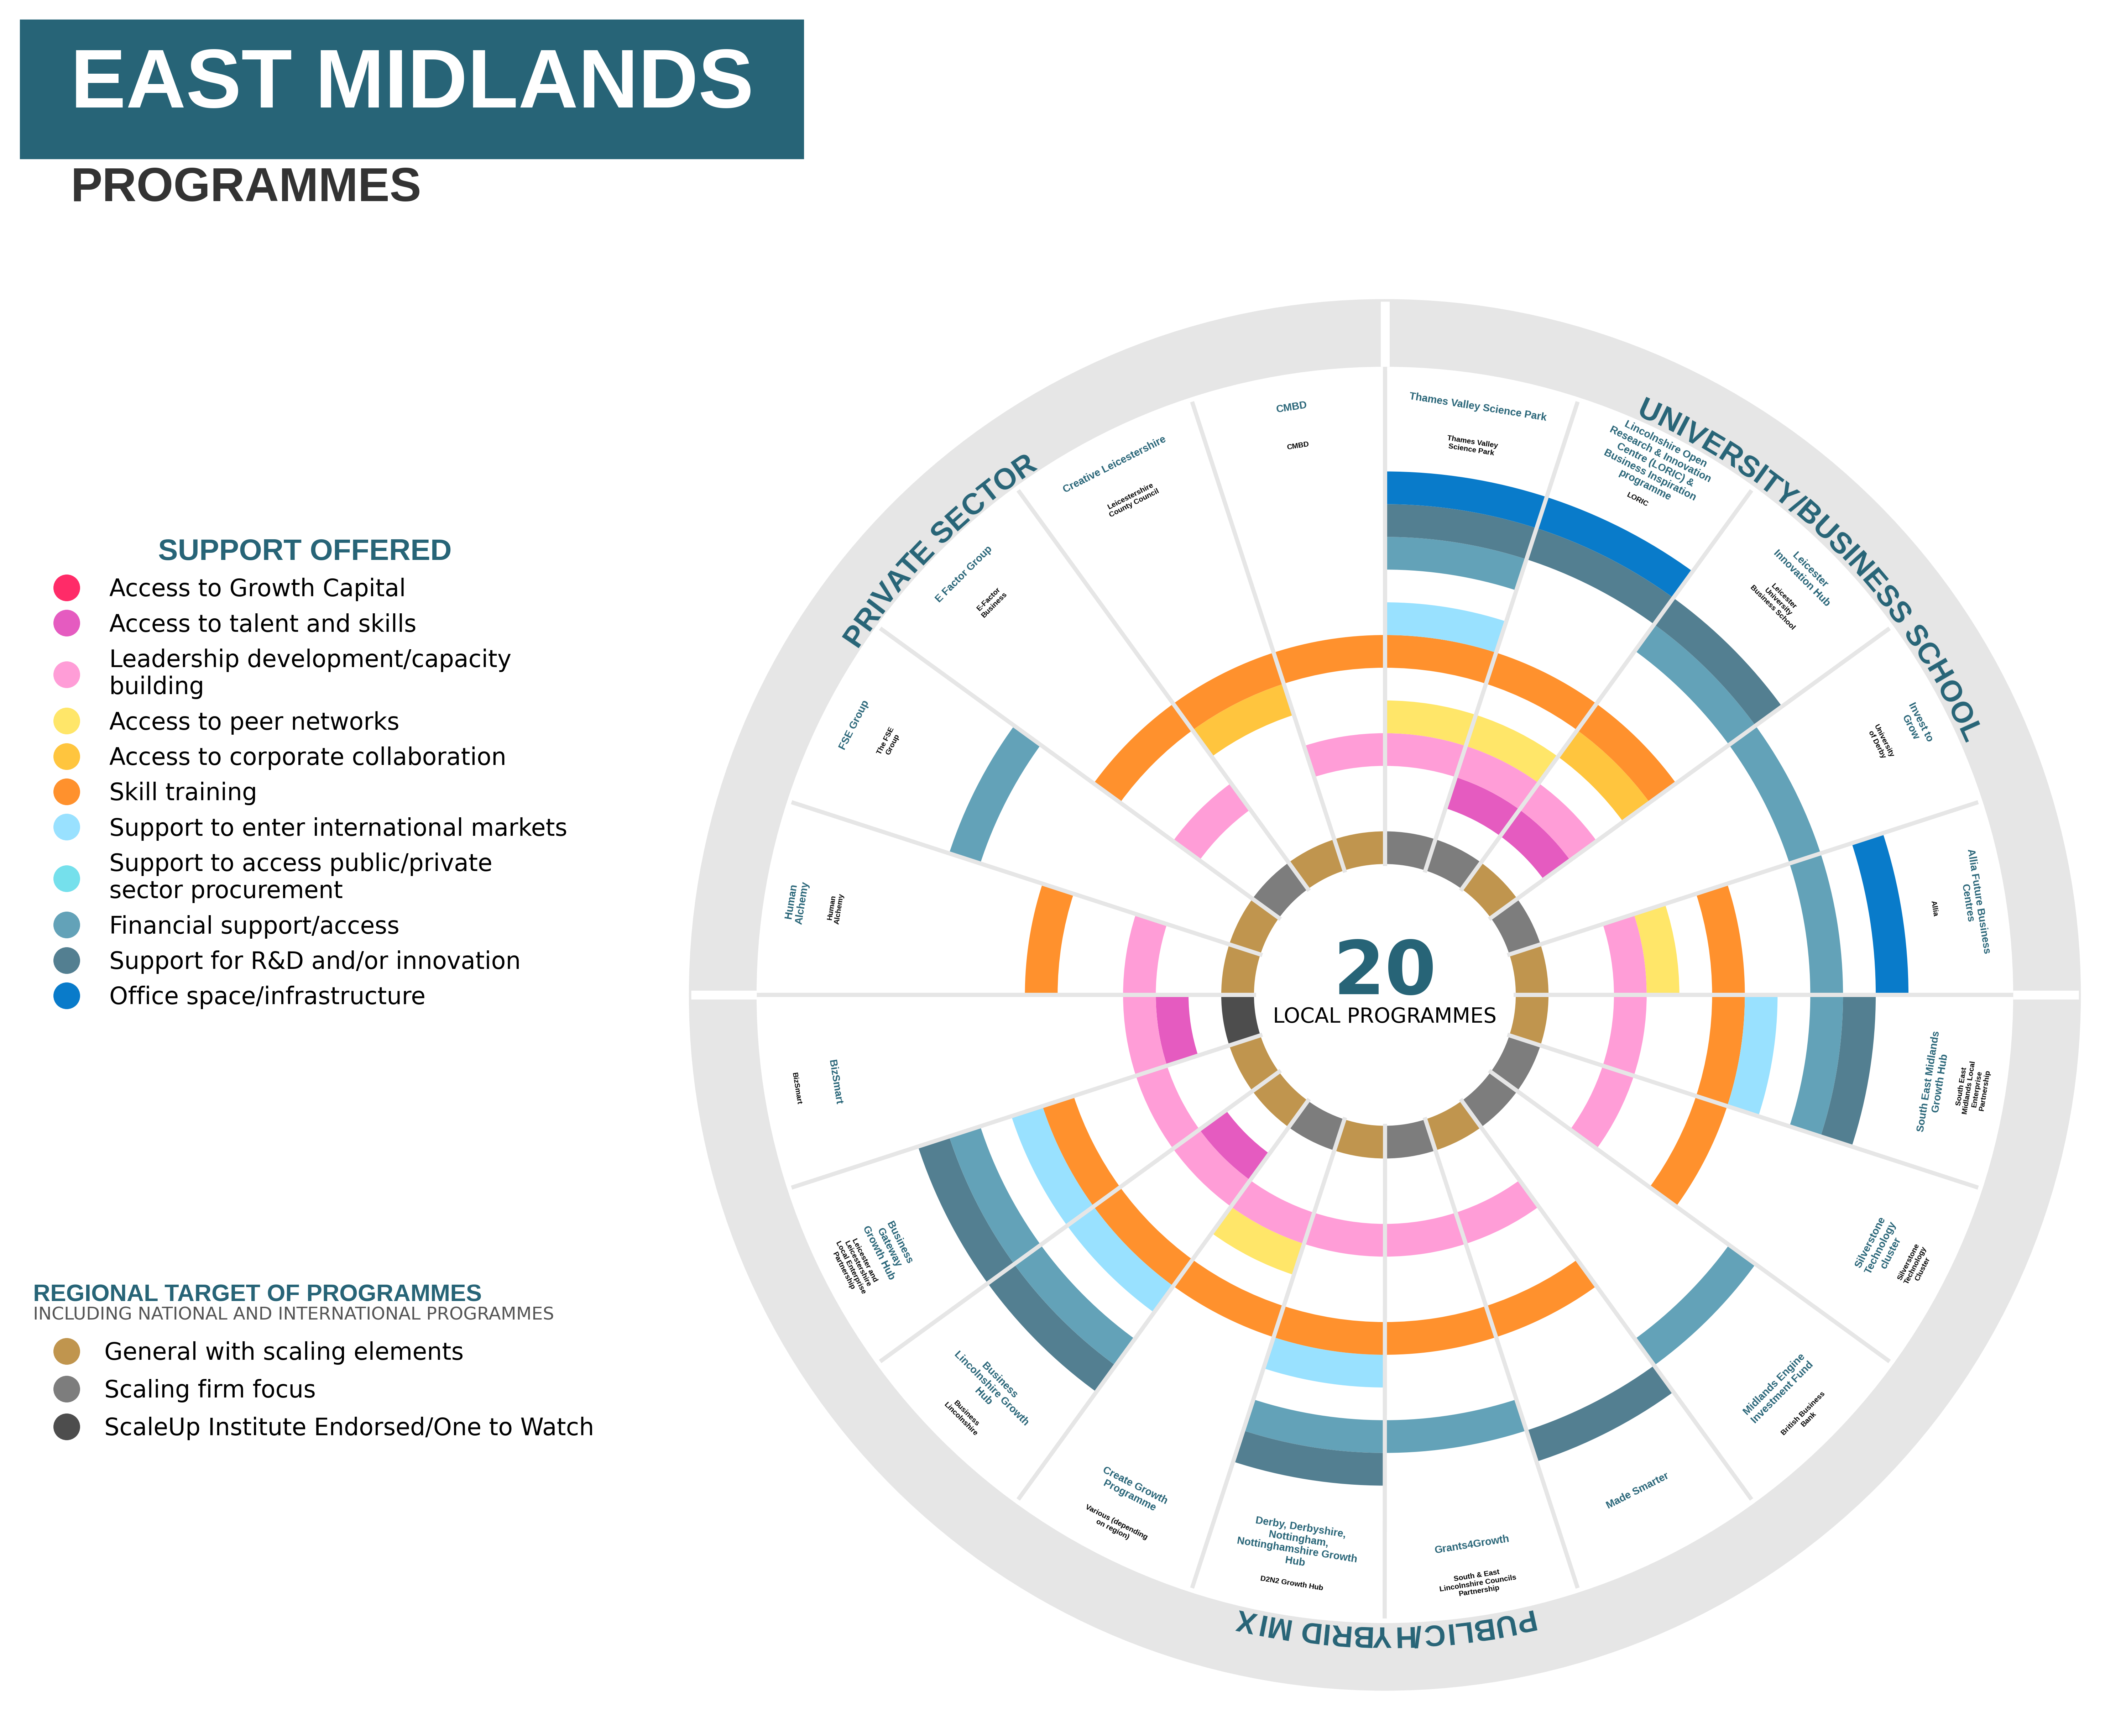 EAST MIDLANDS
PROGRAMMES
SUPPORT OFFERED
Access to Growth Capital
Access to talent and skills
Leadership development/capacity
building
Access to peer networks
Access to corporate collaboration
Skill training
Support to enter international markets
Support to access public/private
sector procurement
Financial support/access
Support for R&D and/or innovation
Office space/infrastructure
REGIONAL TARGET OF PROGRAMMES
INCLUDING NATIONAL AND INTERNATIONAL PROGRAMMES
General with scaling elements
Scaling firm focus
ScaleUp Institute Endorsed/One to Watch
20
LOCAL PROGRAMMES
UNIVERSITY/BUSINESS SCHOOL
Thames Valley Science Park
Thames Valley
Science Park
Lincolnshire Open
Research & Innovation
Centre (LORIC) &
Business Inspiration
programme
LORIC
Leicester
Innovation Hub
Leicester
University
Business School
Invest to
Grow
University
of Derby
Allia Future Business
Centres
Allia
PUBLIC/HYBRID MIX
South East Midlands
Growth Hub
South East
Midlands Local
Enterprise
Partnership
Silverstone
Technology
cluster
Silverstone
Technology
Cluster
Midlands Engine
Investment Fund
British Business
Bank
Made Smarter
Grants4Growth
South & East
Lincolnshire Councils
Partnership
Derby, Derbyshire,
Nottingham,
Nottinghamshire Growth
Hub
D2N2 Growth Hub
Create Growth
Programme
Various (depending
on region)
Business
Lincolnshire Growth
Hub
Business
Lincolnshire
Business
Gateway
Growth Hub
Leicester and
Leicestershire
Local Enterprise
Partnership
BizSmart
BizSmart
PRIVATE SECTOR
Human
Alchemy
Human
Alchemy
FSE Group
The FSE
Group
E Factor Group
E-Factor
Business
Creative Leicestershire
Leicestershire
County Council
CMBD
CMBD